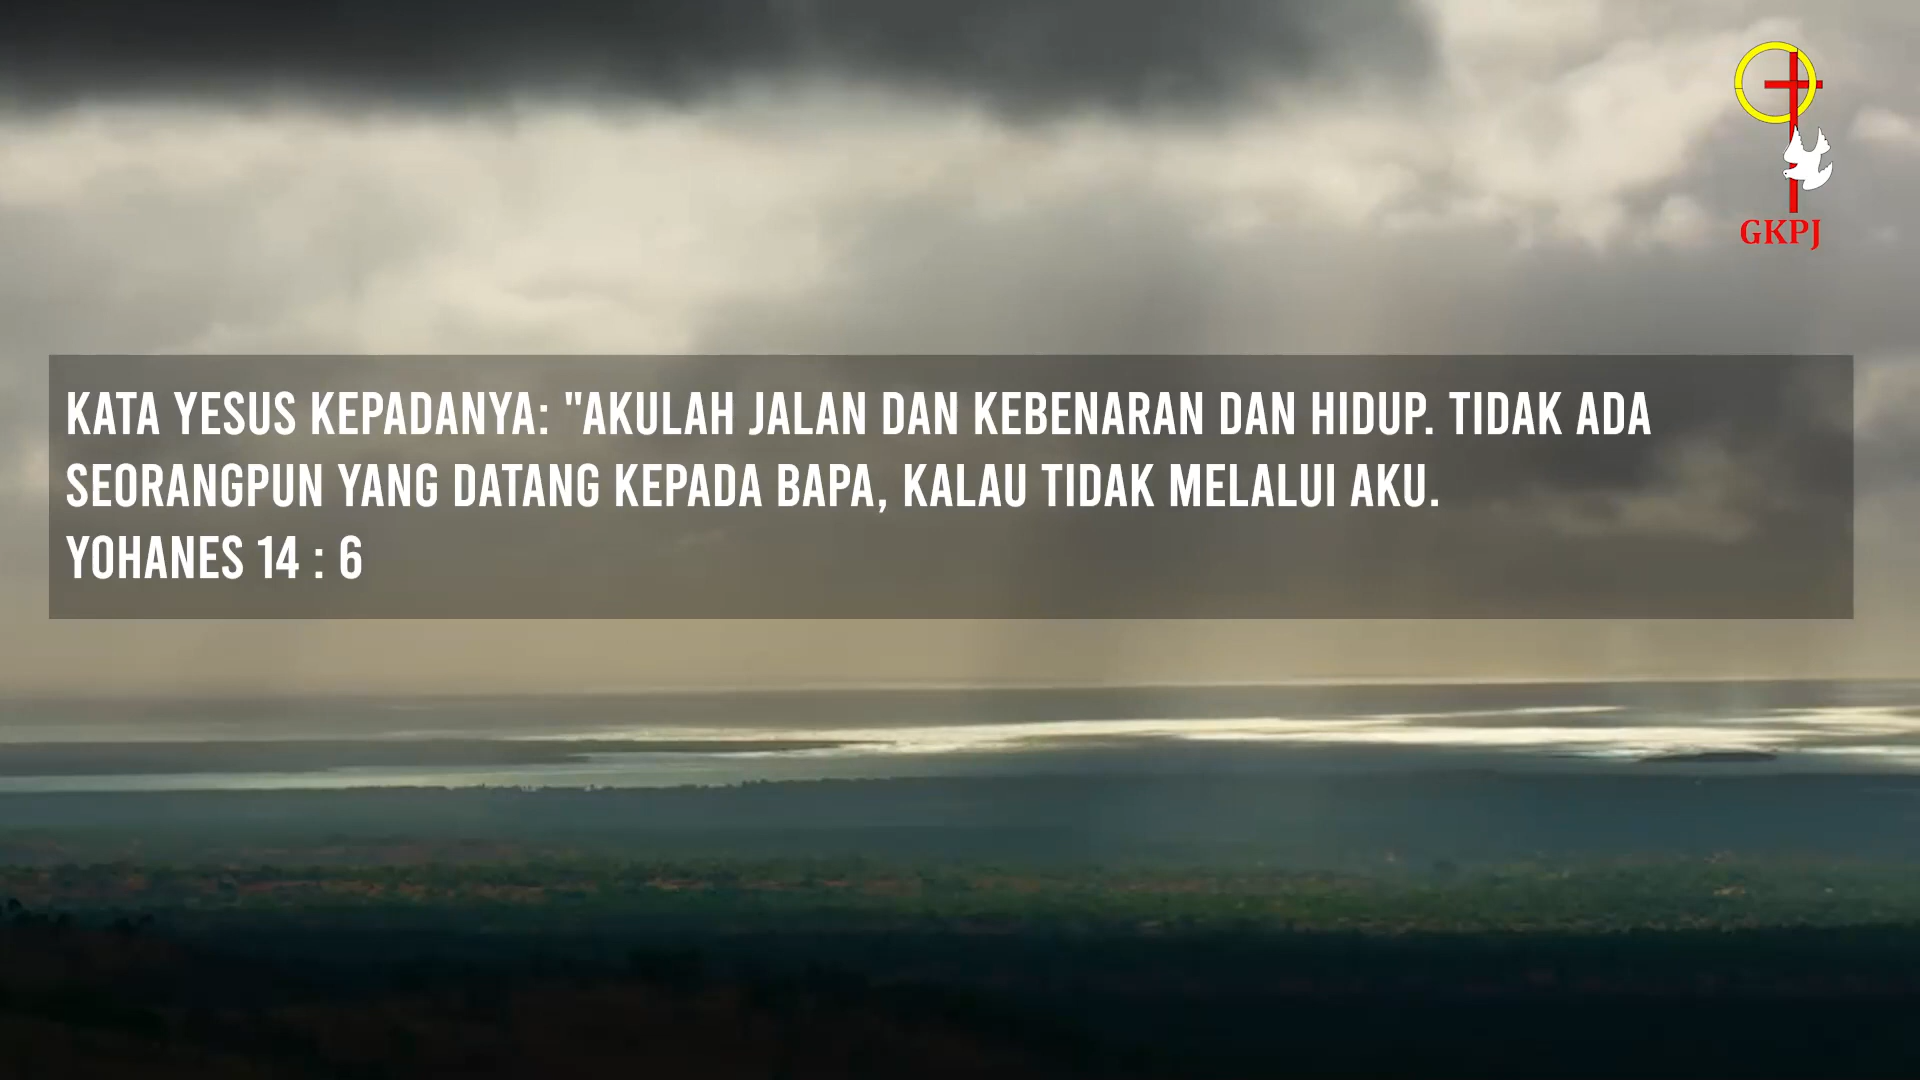 GKPJ
KATA YESUS KEPADANYA: "AKULAH JALAN DAN KEBENARAN DAN HIDUP. TIDAK ADA
SEORANGPUN YANG DATANG KEPADA BAPA, KALAU TIDAK MELALUI AKU.
YOHANES 14 : 6